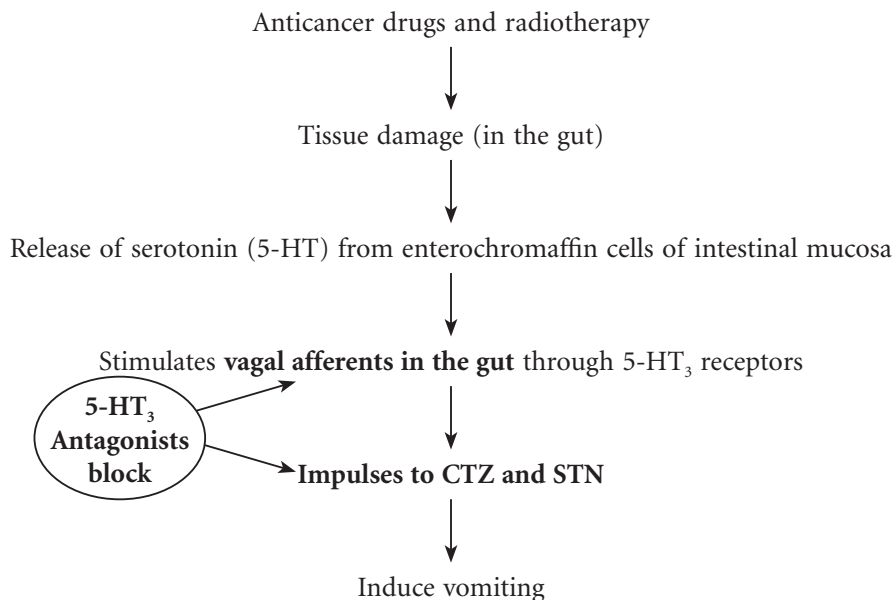 Anticancer drugs and radiotherapy
Tissue damage (in the gut)
Release of serotonin (5-HT) from enterochromaffin cells of intestinal mucosa
Stimulates vagal afferents in the gut through 5-HT₃ receptors
5-HT₃
Antagonists
block
Impulses to CTZ and STN
Induce vomiting